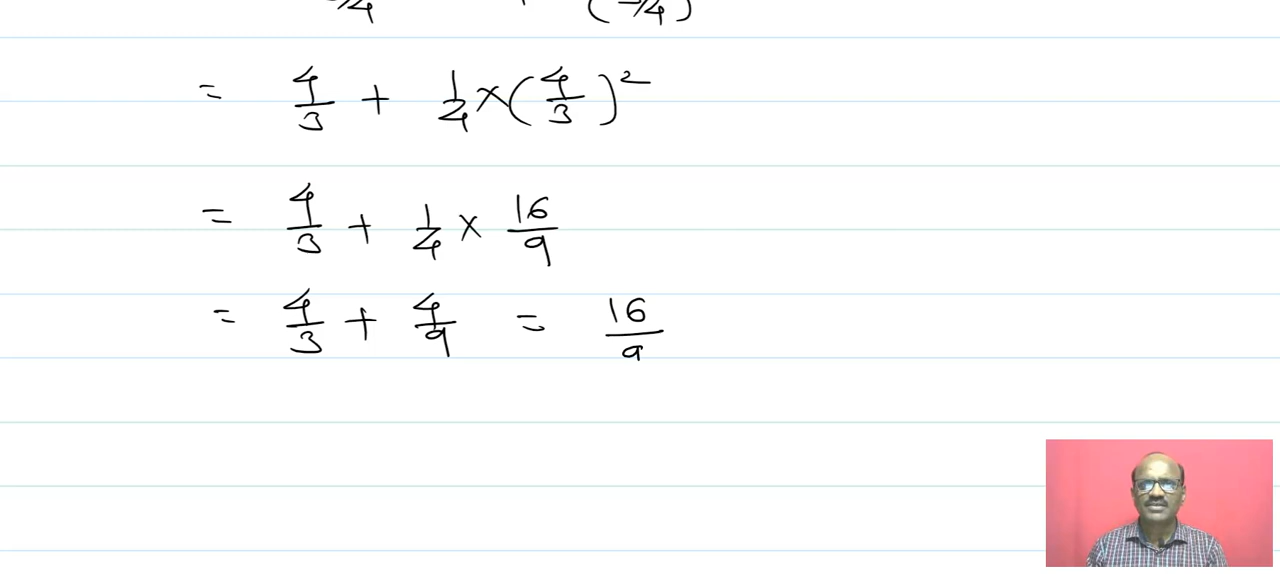 = 4/3 + 1/4 × (4/3)²
= 4/3 + 1/4 × 16/9
= 4/3 + 4/9 = 16/9